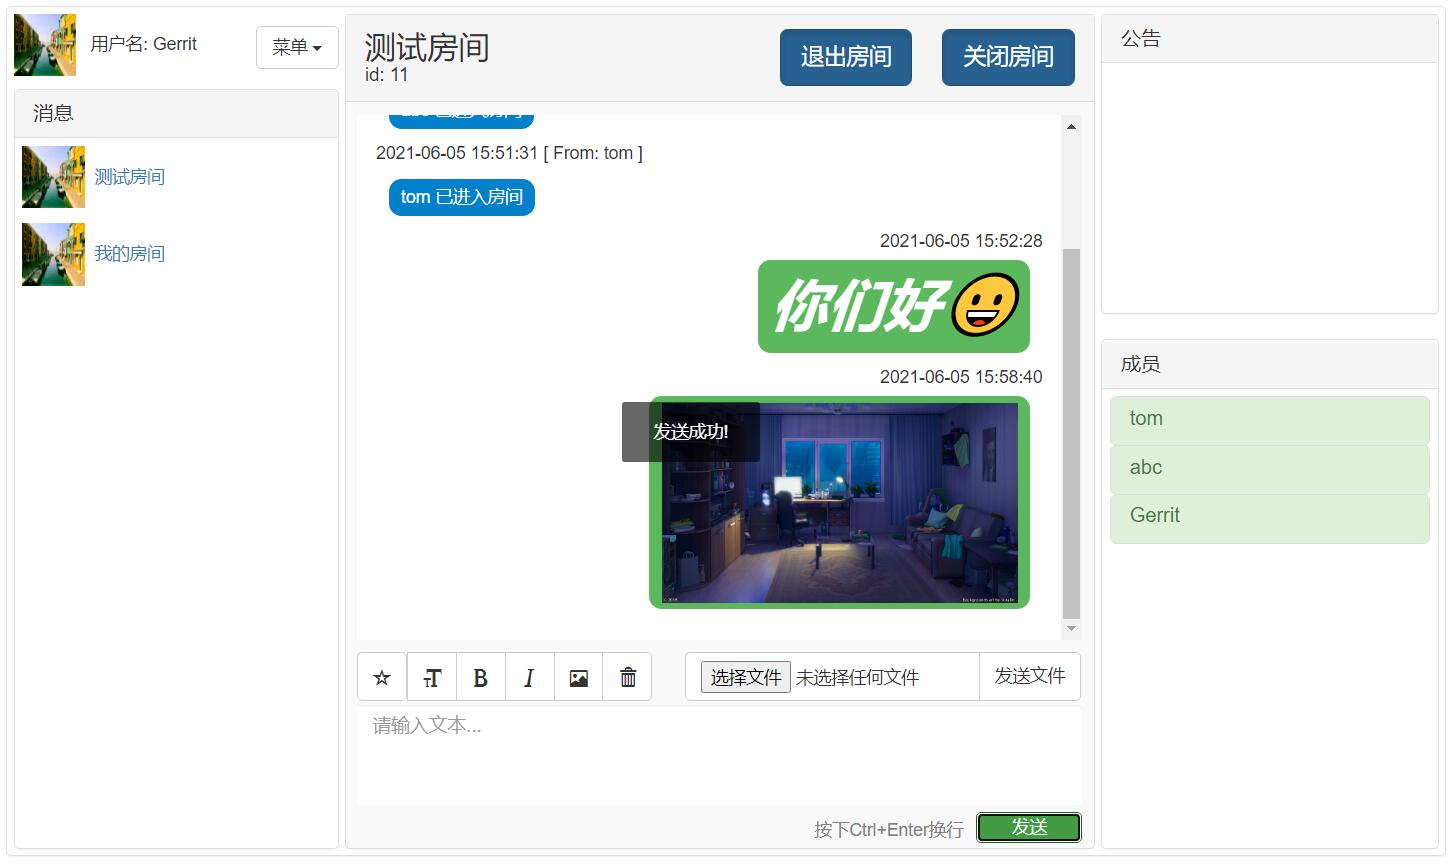 用户名: Gerrit
菜单
消息
测试房间
我的房间
测试房间
id: 11
退出房间
关闭房间
2021-06-05 15:51:31 [ From: tom ]
tom 已进入房间
2021-06-05 15:52:28
你们好😃
2021-06-05 15:58:40
发送成功!
选择文件 未选择任何文件
发送文件
请输入文本...
按下Ctrl+Enter换行
发送
公告
成员
tom
abc
Gerrit